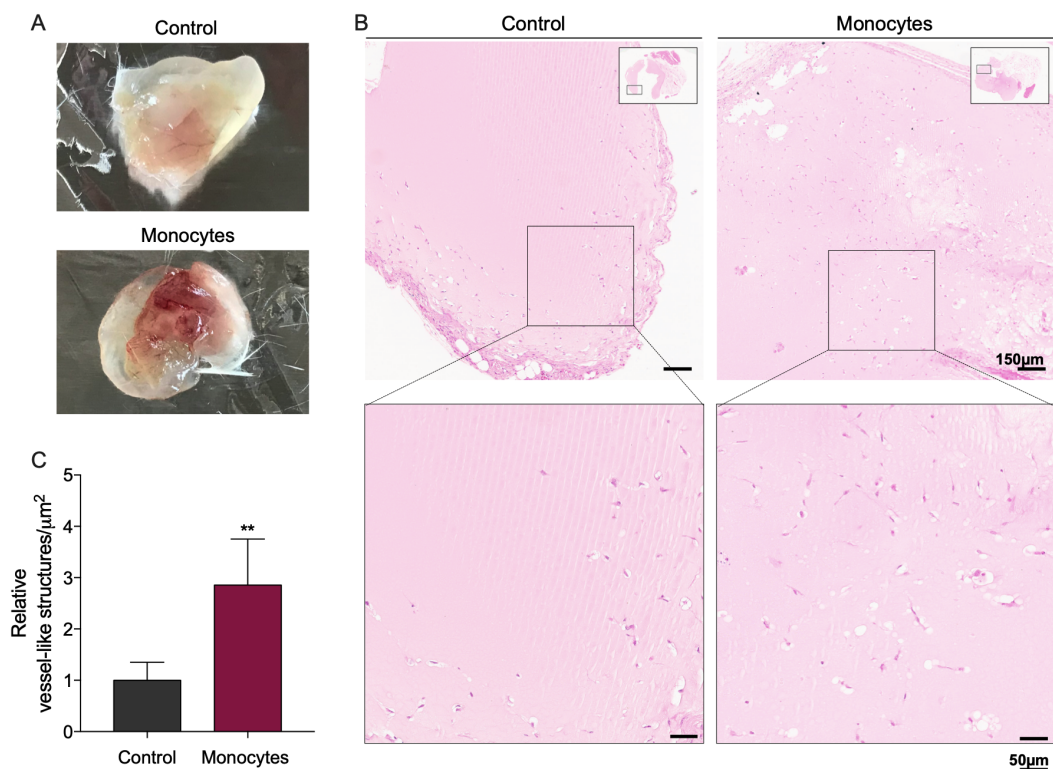 A
Control
Monocytes
B
Control
Monocytes
150µm
50µm
C
Relative
vessel-like structures/µm²
5
4
3
2
1
0
**
Control
Monocytes